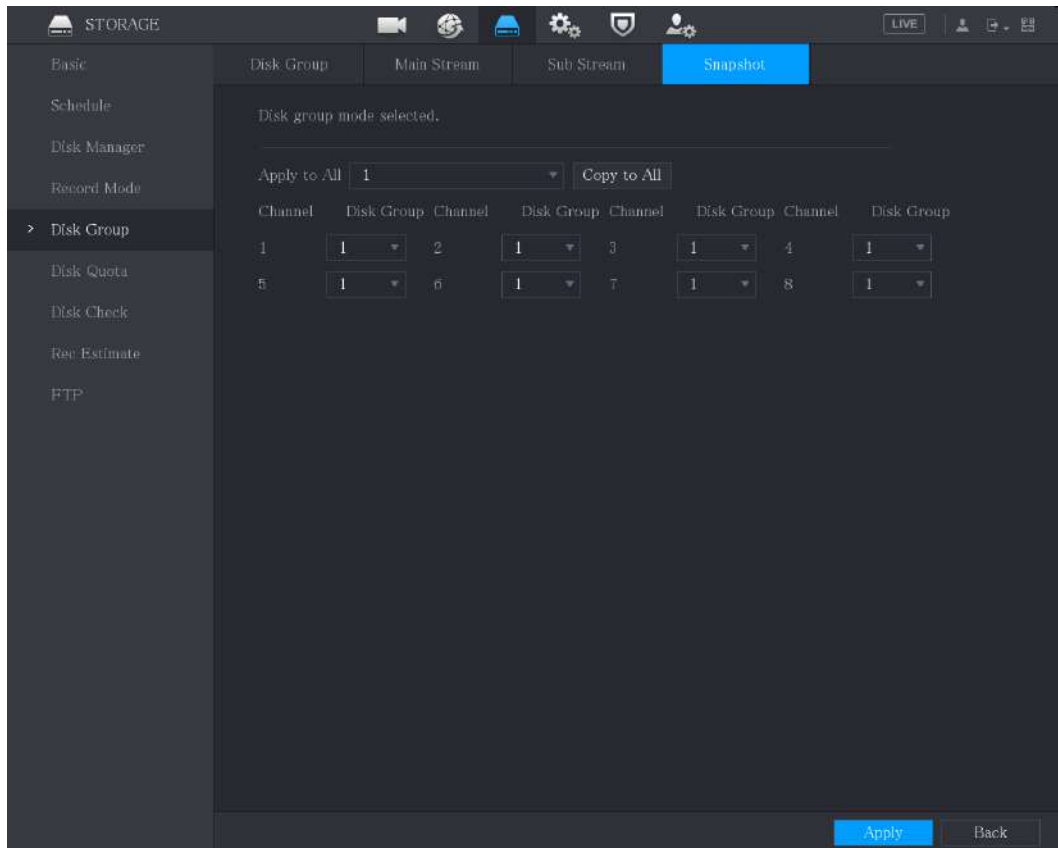 STORAGE LIVE
Basic
Schedule
Disk Manager
Record Mode
> Disk Group
Disk Quota
Disk Check
Rec Estimate
FTP
Disk Group Main Stream Sub Stream Snapshot
Disk group mode selected.
Apply to All 1 Copy to All
Channel Disk Group Channel Disk Group Channel Disk Group Channel Disk Group
1 1 2 1 3 1 4 1
5 1 6 1 7 1 8 1
Apply Back